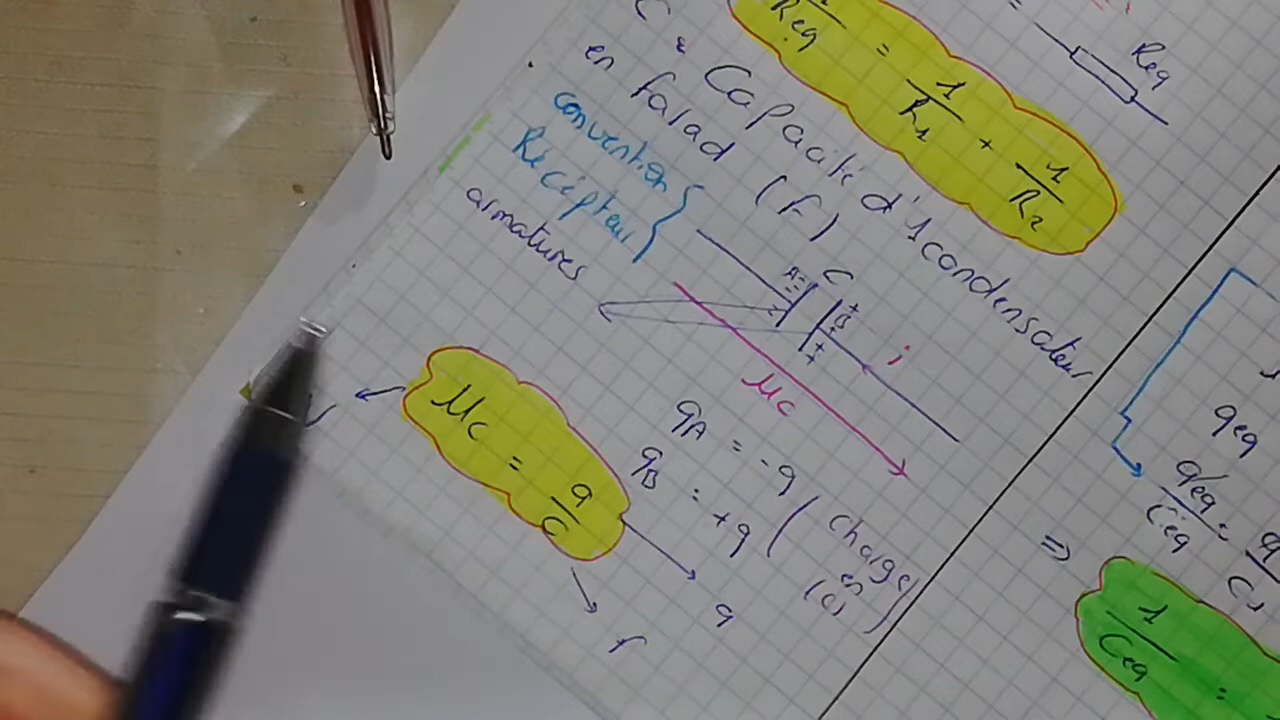 1/Req = 1/R1 + 1/R2
Req
C
Capacité d'1 condensateur
en farad (F)
convention
Récépteur
armatures
A C B
i
Uc
V
Uc = q/C
qA = -q
qB = +q
charge
en
(C)
F
qeq
qeq/Ceq =
=> 1/Ceq =